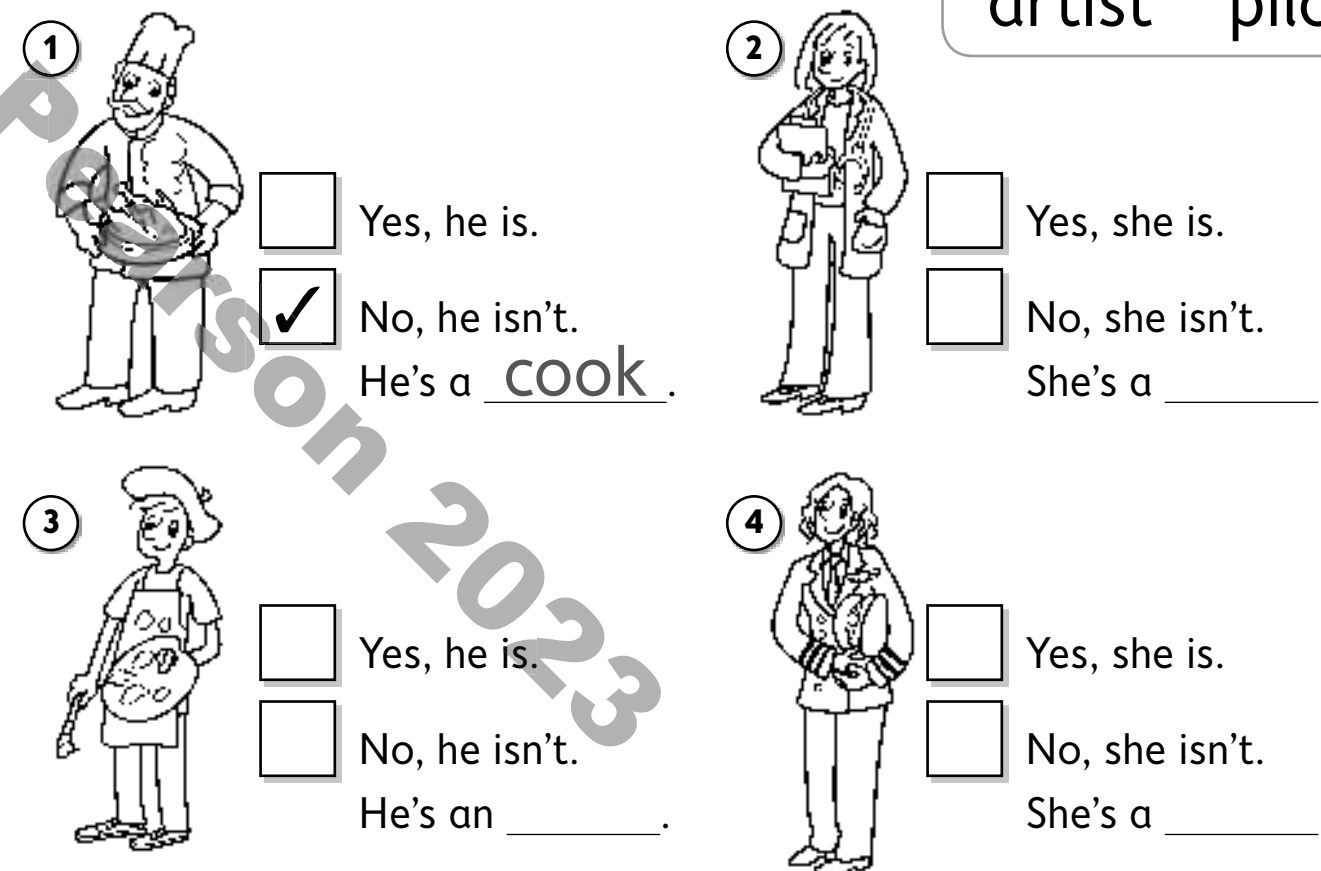 artist
1
2
Yes, he is.
Yes, she is.
No, he isn't.
No, she isn't.
He's a cook.
She's a
3
4
Yes, he is.
Yes, she is.
No, he isn't.
No, she isn't.
He's an .
She's a
Pearson 2023